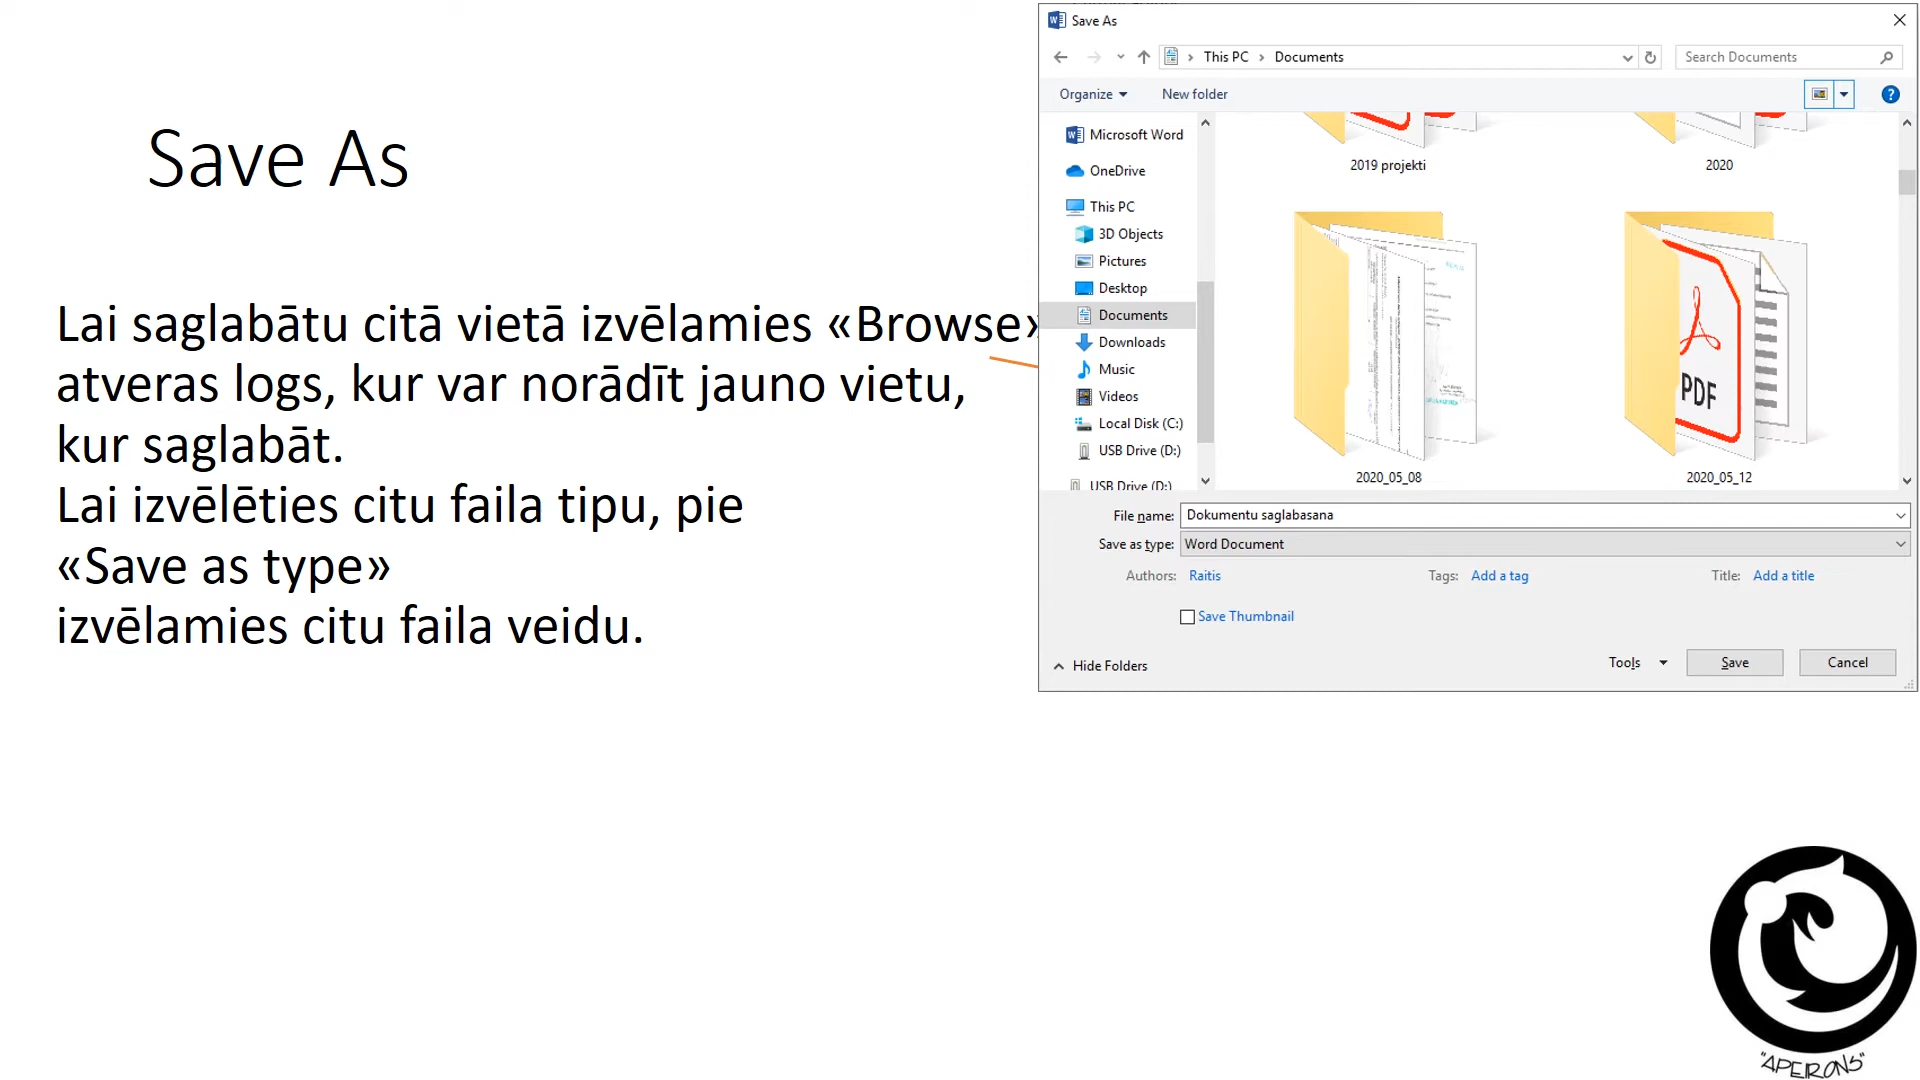 Save As
Lai saglabātu citā vietā izvēlamies «Browse»
atveras logs, kur var norādīt jauno vietu,
kur saglabāt.
Lai izvēlēties citu faila tipu, pie
«Save as type»
izvēlamies citu faila veidu.
Save As
This PC
Documents
Search Documents
Organize
New folder
Microsoft Word
OneDrive
This PC
3D Objects
Pictures
Desktop
Documents
Downloads
Music
Videos
Local Disk (C:)
USB Drive (D:)
USB Drive (D:)
2019 projekti
2020
PDF
2020_05_08
2020_05_12
File name: Dokumentu saglabasana
Save as type: Word Document
Authors: Raitis
Tags: Add a tag
Title: Add a title
Save Thumbnail
Hide Folders
Tools
Save
Cancel
"APEIRONS"